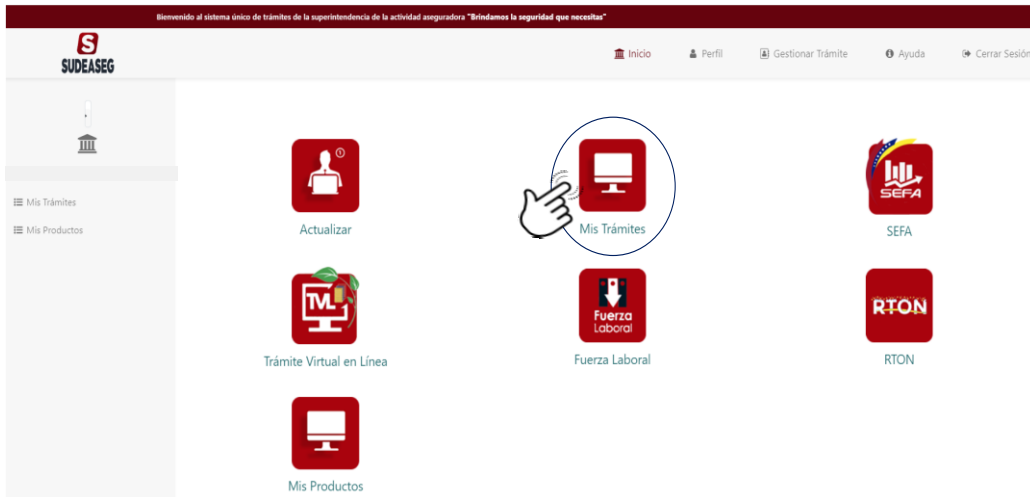 Bienvenido al sistema único de trámites de la superintendencia de la actividad aseguradora "Brindamos la seguridad que necesitas"
S
SUDEASEG
Inicio
Perfil
Gestionar Trámite
Ayuda
Cerrar Sesión
Mis Trámites
Mis Productos
Actualizar
Mis Trámites
SEFA
SEFA
TVL
Trámite Virtual en Línea
Fuerza
Laboral
Fuerza Laboral
RTON
RTON
Mis Productos